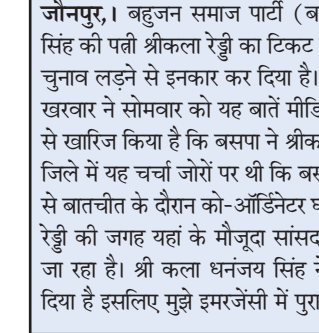 जौनपुर,। बहुजन समाज पार्टी (ब
सिंह की पत्नी श्रीकला रेड्डी का टिकट
चुनाव लड़ने से इनकार कर दिया है।
खरवार ने सोमवार को यह बातें मीडि
से खारिज किया है कि बसपा ने श्रीक
जिले में यह चर्चा जोरों पर थी कि बस
से बातचीत के दौरान को-ऑर्डिनेटर घ
रेड्डी की जगह यहां के मौजूदा सांसद
जा रहा है। श्री कला धनंजय सिंह ने
दिया है इसलिए मुझे इमरजेंसी में पुरा